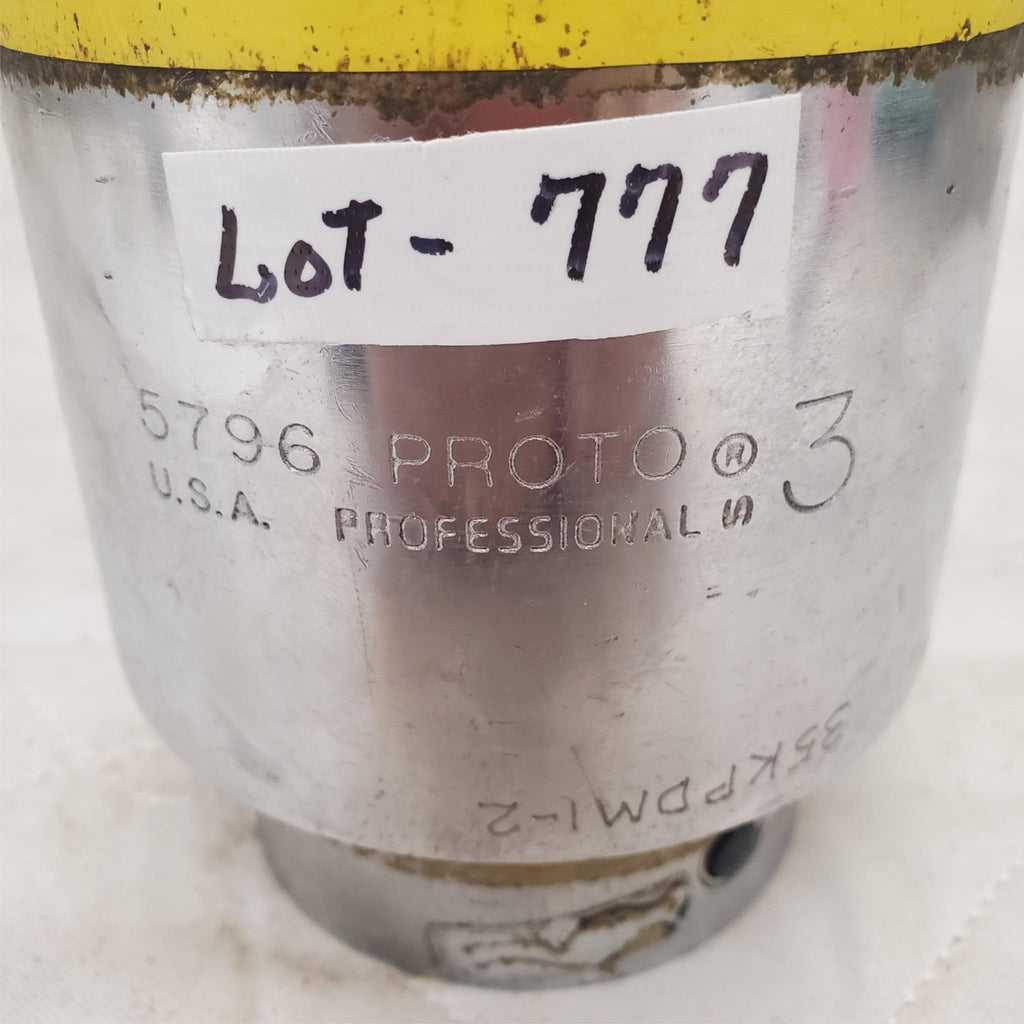 LOT - 777
5796 PROTO ® 3
U.S.A. PROFESSIONAL S
35KPDM1-2